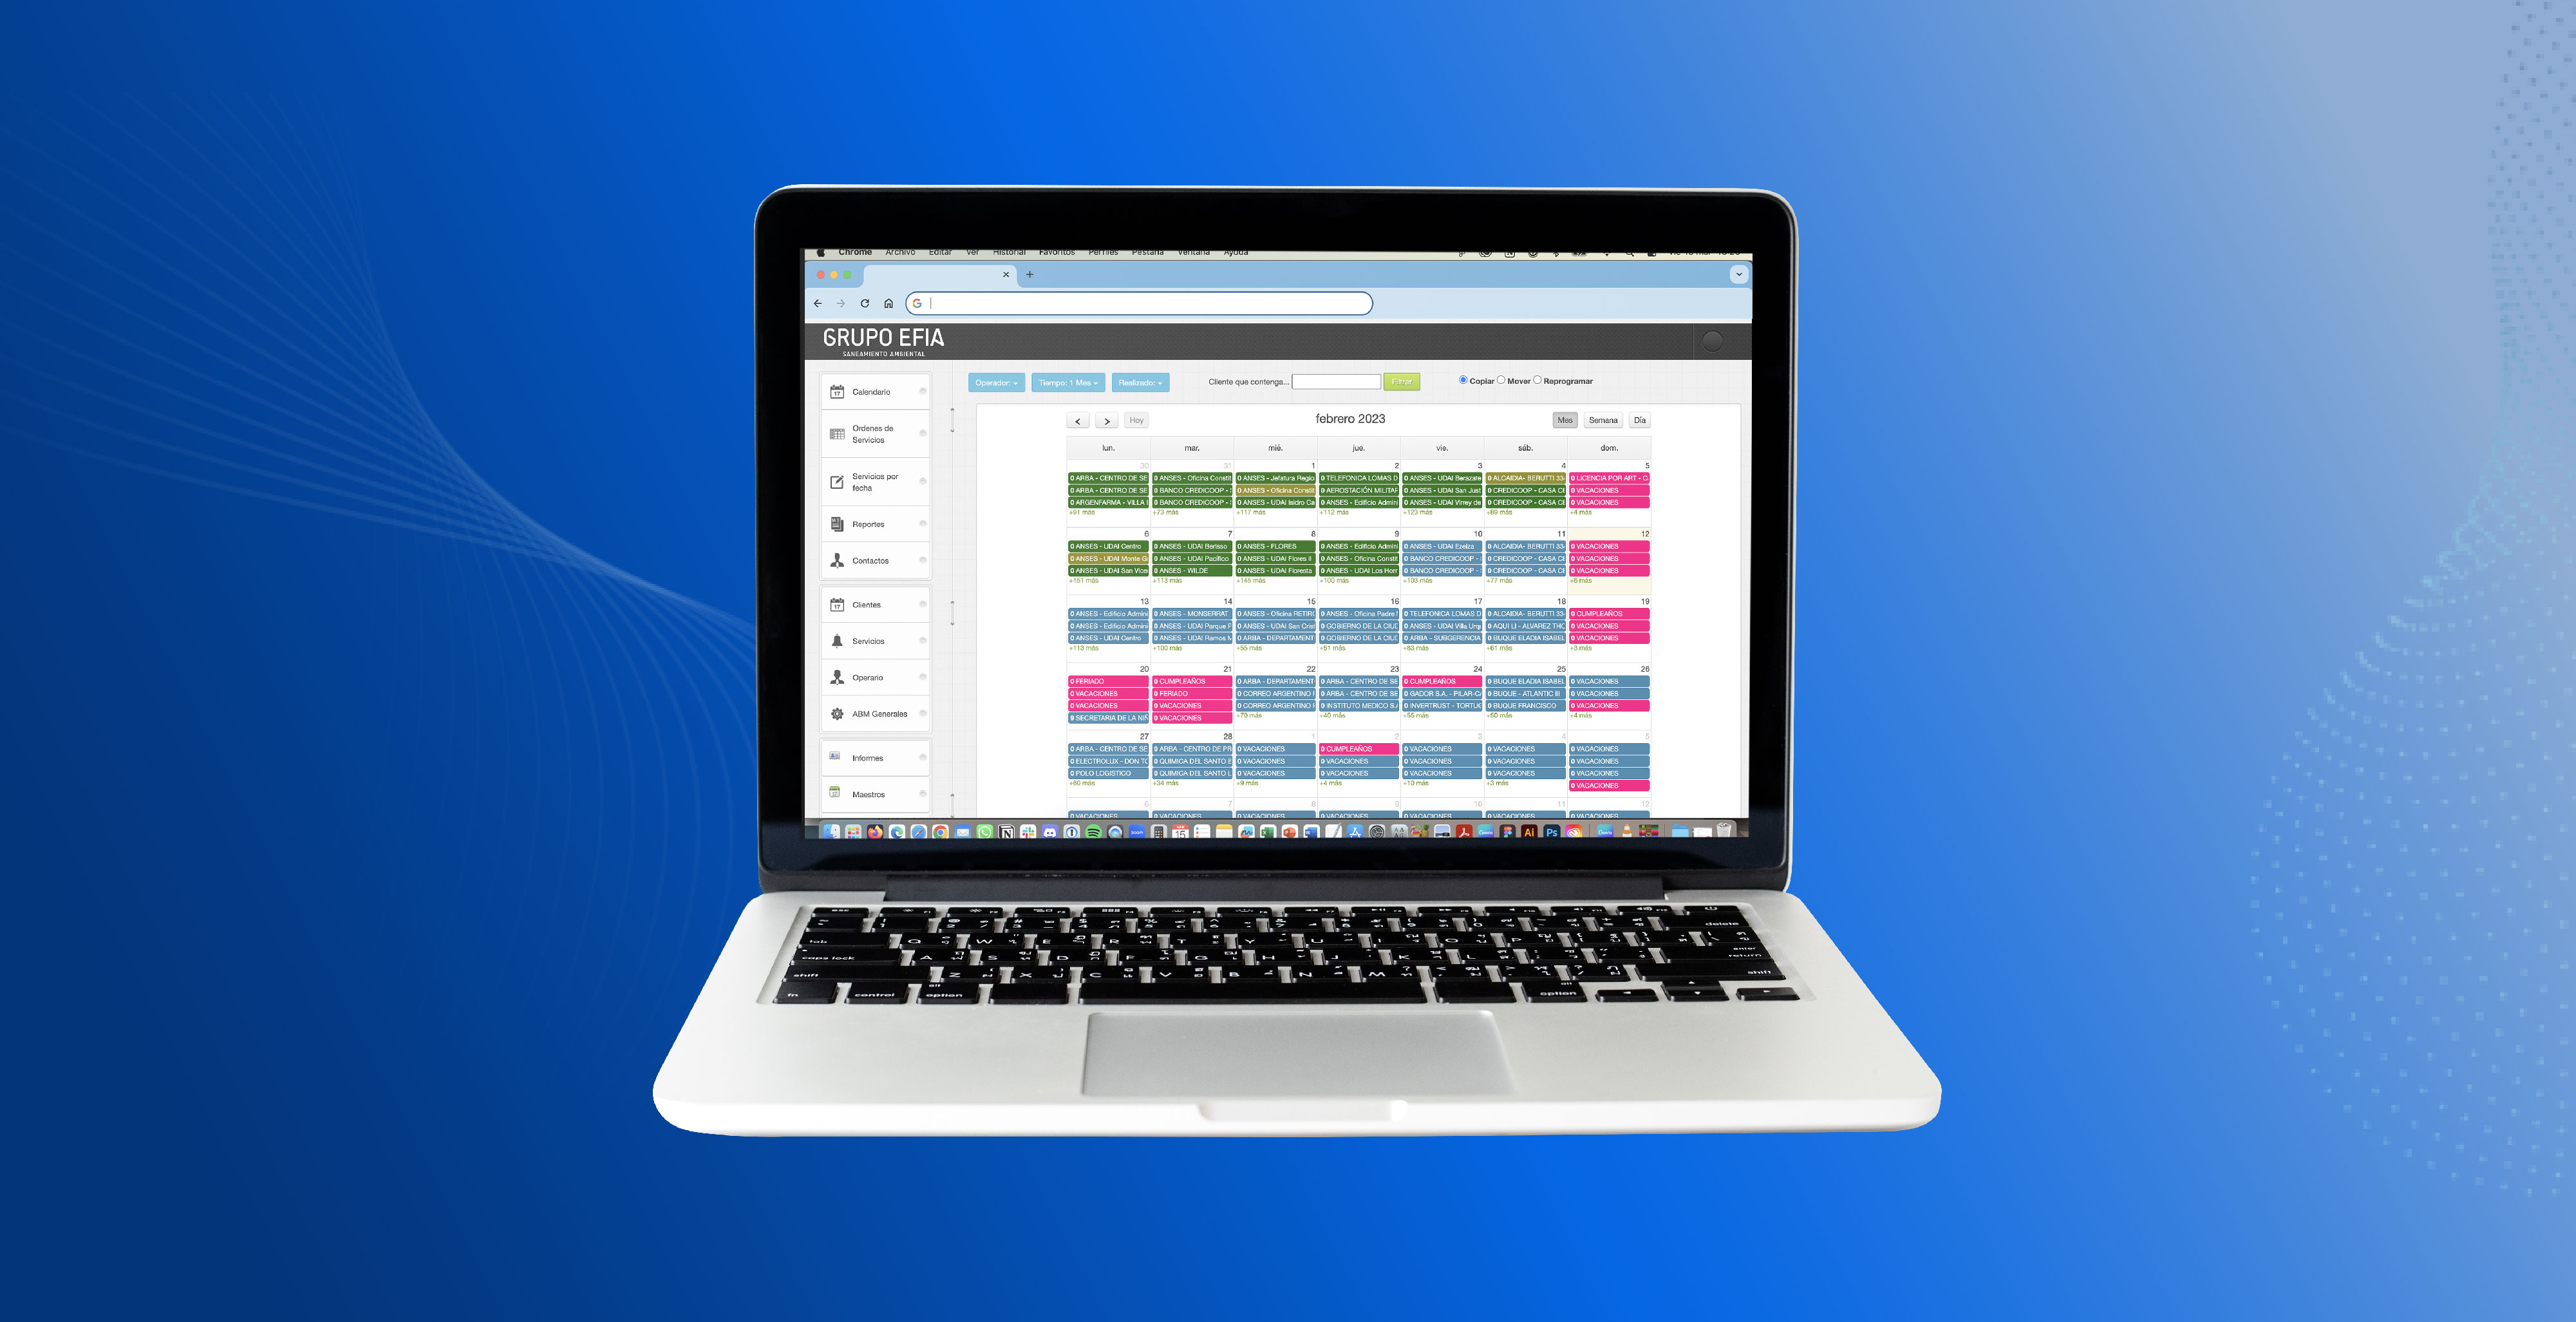 Chrome Archivo Editar Ver Historial Favoritos Perfiles Pestaña Ventana Ayuda
GRUPO EFIA
SANEAMIENTO AMBIENTAL
Operador: Tiempo: 1 Mes Realizado: Cliente que contenga... Filtrar Copiar Mover Reprogramar
Calendario
Ordenes de
Servicios
Servicios por
fecha
Reportes
Contactos
Clientes
Servicios
Operario
ABM Generales
Informes
Maestros
< > Hoy febrero 2023 Mes Semana Día
lun. mar. mié. jue. vie. sáb. dom.
30 31 1 2 3 4 5
0 ARBA - CENTRO DE SE 0 ANSES - Oficina Constit 0 ANSES - Jefatura Regio 0 TELEFONICA LOMAS D 0 ANSES - UDAI Berazate 0 ALCAIDIA- BERUTTI 33- 0 LICENCIA POR ART - C
0 ARBA - CENTRO DE SE 0 BANCO CREDICOOP - 0 ANSES - Oficina Constit 0 AEROSTACIÓN MILITAR 0 ANSES - UDAI San Just 0 CREDICOOP - CASA CE 0 VACACIONES
0 ARGENFARMA - VILLA 0 BANCO CREDICOOP - 0 ANSES - UDAI Isidro Ca 0 ANSES - Edificio Admini 0 ANSES - UDAI Virrey de 0 CREDICOOP - CASA CE 0 VACACIONES
+91 más +73 más +117 más +112 más +123 más +89 más +4 más
6 7 8 9 10 11 12
0 ANSES - UDAI Centro 0 ANSES - UDAI Berisso 0 ANSES - FLORES 0 ANSES - Edificio Admini 0 ANSES - UDAI Ezeiza 0 ALCAIDIA- BERUTTI 33- 0 VACACIONES
0 ANSES - UDAI Monte G 0 ANSES - UDAI Pacífico 0 ANSES - UDAI Flores II 0 ANSES - Oficina Constit 0 BANCO CREDICOOP - 0 CREDICOOP - CASA CE 0 VACACIONES
0 ANSES - UDAI San Vice 0 ANSES - WILDE 0 ANSES - UDAI Floresta 0 ANSES - UDAI Los Horn 0 BANCO CREDICOOP - 0 CREDICOOP - CASA CE 0 VACACIONES
+151 más +113 más +145 más +100 más +103 más +77 más +6 más
13 14 15 16 17 18 19
0 ANSES - Edificio Admini 0 ANSES - MONSERRAT 0 ANSES - Oficina RETIRO 0 ANSES - Oficina Padre 0 TELEFONICA LOMAS D 0 ALCAIDIA- BERUTTI 33- 0 CUMPLEAÑOS
0 ANSES - Edificio Admini 0 ANSES - UDAI Parque P 0 ANSES - UDAI San Crist 0 GOBIERNO DE LA CIUD 0 ANSES - UDAI Villa Urq 0 AQUI LI - ALVAREZ THO 0 VACACIONES
0 ANSES - UDAI Centro 0 ANSES - UDAI Ramos M 0 ARBA - DEPARTAMENT 0 GOBIERNO DE LA CIUD 0 ARBA - SUBGERENCIA 0 BUQUE ELADIA ISABEL 0 VACACIONES
+113 más +100 más +55 más +51 más +83 más +61 más +3 más
20 21 22 23 24 25 26
0 FERIADO 0 CUMPLEAÑOS 0 ARBA - DEPARTAMENT 0 ARBA - CENTRO DE SE 0 CUMPLEAÑOS 0 BUQUE ELADIA ISABEL 0 VACACIONES
0 VACACIONES 0 FERIADO 0 CORREO ARGENTINO 0 ARBA - CENTRO DE SE 0 GADOR S.A. - PILAR-CA 0 BUQUE - ATLANTIC III 0 VACACIONES
0 VACACIONES 0 VACACIONES 0 CORREO ARGENTINO 0 INSTITUTO MEDICO S. 0 INVERTRUST - TORTUG 0 BUQUE FRANCISCO 0 VACACIONES
9 SECRETARIA DE LA NIÑ 0 VACACIONES +79 más +40 más +55 más +50 más +4 más
27 28 1 2 3 4 5
0 ARBA - CENTRO DE SE 0 ARBA - CENTRO DE PR 0 VACACIONES 0 CUMPLEAÑOS 0 VACACIONES 0 VACACIONES 0 VACACIONES
0 ELECTROLUX - DON TO 0 QUIMICA DEL SANTO E 0 VACACIONES 0 VACACIONES 0 VACACIONES 0 VACACIONES 0 VACACIONES
0 POLO LOGISTICO 0 QUIMICA DEL SANTO L 0 VACACIONES 0 VACACIONES 0 VACACIONES 0 VACACIONES 0 VACACIONES
+60 más +34 más +9 más +4 más +10 más +3 más 0 VACACIONES
6 7 8 9 10 11 12
0 VACACIONES 0 VACACIONES 0 VACACIONES 0 VACACIONES 0 VACACIONES 0 VACACIONES 0 VACACIONES
zoom 15 Ai Ps
esc
delete
tab Q W E R T Y U I O P
caps lock A S D F G H J K L enter return
shift Z X C V B N M shift
fn control alt option alt option